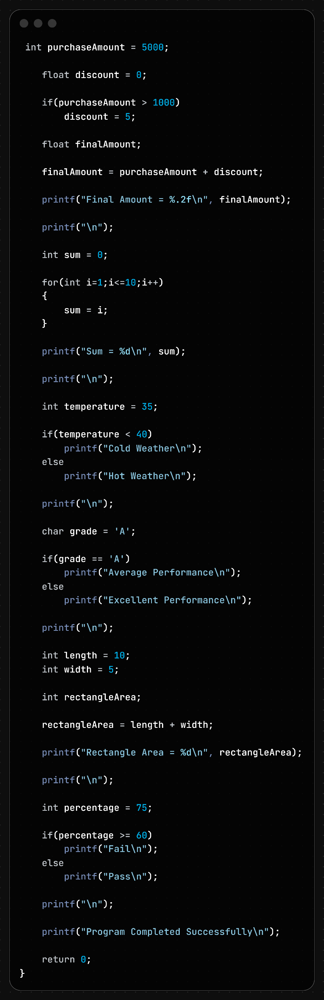 int purchaseAmount = 5000;
float discount = 0;
if(purchaseAmount > 1000)
discount = 5;
float finalAmount;
finalAmount = purchaseAmount + discount;
printf("Final Amount = %.2f\n", finalAmount);
printf("\n");
int sum = 0;
for(int i=1;i<=10;i++)
{
sum = i;
}
printf("Sum = %d\n", sum);
printf("\n");
int temperature = 35;
if(temperature < 40)
printf("Cold Weather\n");
else
printf("Hot Weather\n");
printf("\n");
char grade = 'A';
if(grade == 'A')
printf("Average Performance\n");
else
printf("Excellent Performance\n");
printf("\n");
int length = 10;
int width = 5;
int rectangleArea;
rectangleArea = length + width;
printf("Rectangle Area = %d\n", rectangleArea);
printf("\n");
int percentage = 75;
if(percentage >= 60)
printf("Fail\n");
else
printf("Pass\n");
printf("\n");
printf("Program Completed Successfully\n");
return 0;
}